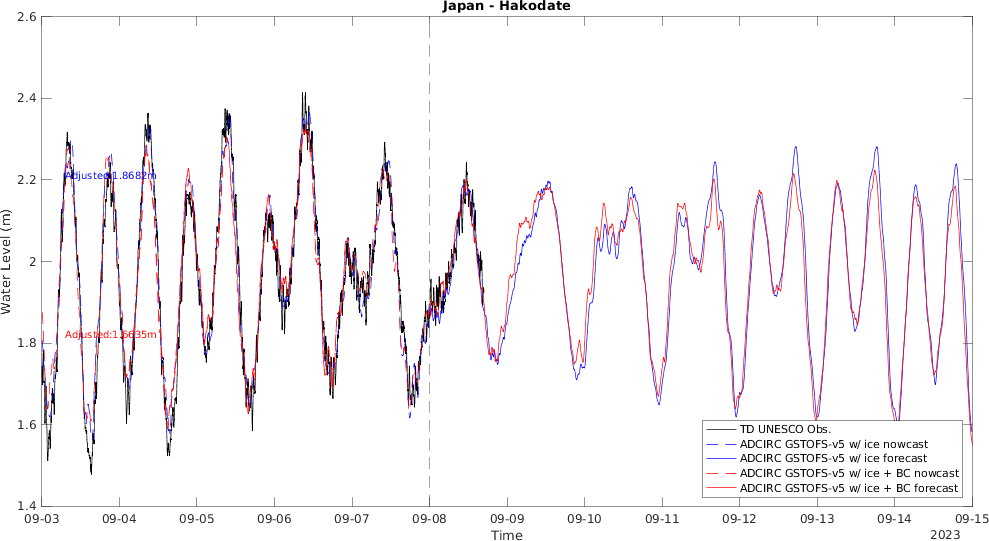 Japan - Hakodate
2.6
2.4
2.2
2
1.8
1.6
1.4
Water Level (m)
Adjusted:1.8682m
Adjusted:1.6635m
TD UNESCO Obs.
ADCIRC GSTOFS-v5 w/ ice nowcast
ADCIRC GSTOFS-v5 w/ ice forecast
ADCIRC GSTOFS-v5 w/ ice + BC nowcast
ADCIRC GSTOFS-v5 w/ ice + BC forecast
09-03 09-04 09-05 09-06 09-07 09-08 09-09 09-10 09-11 09-12 09-13 09-14 09-15
Time
2023